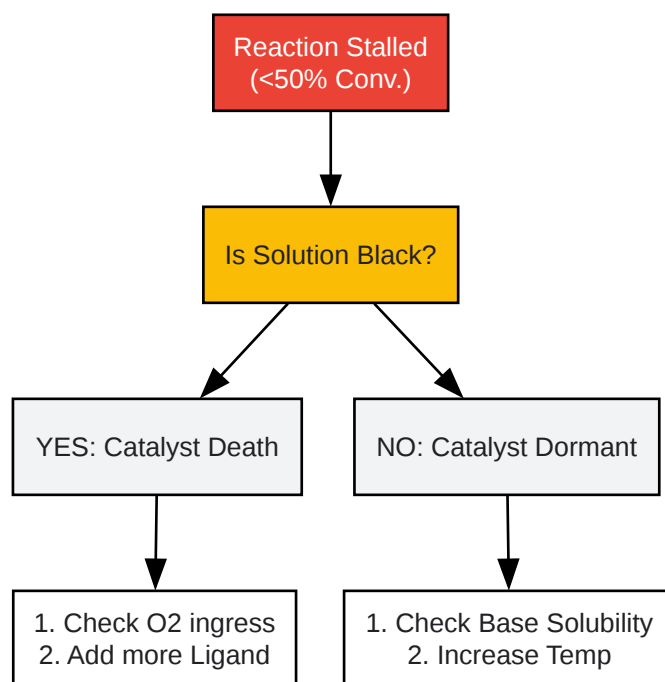 Reaction Stalled
(<50% Conv.)
Is Solution Black?
YES: Catalyst Death
NO: Catalyst Dormant
1. Check O2 ingress
2. Add more Ligand
1. Check Base Solubility
2. Increase Temp